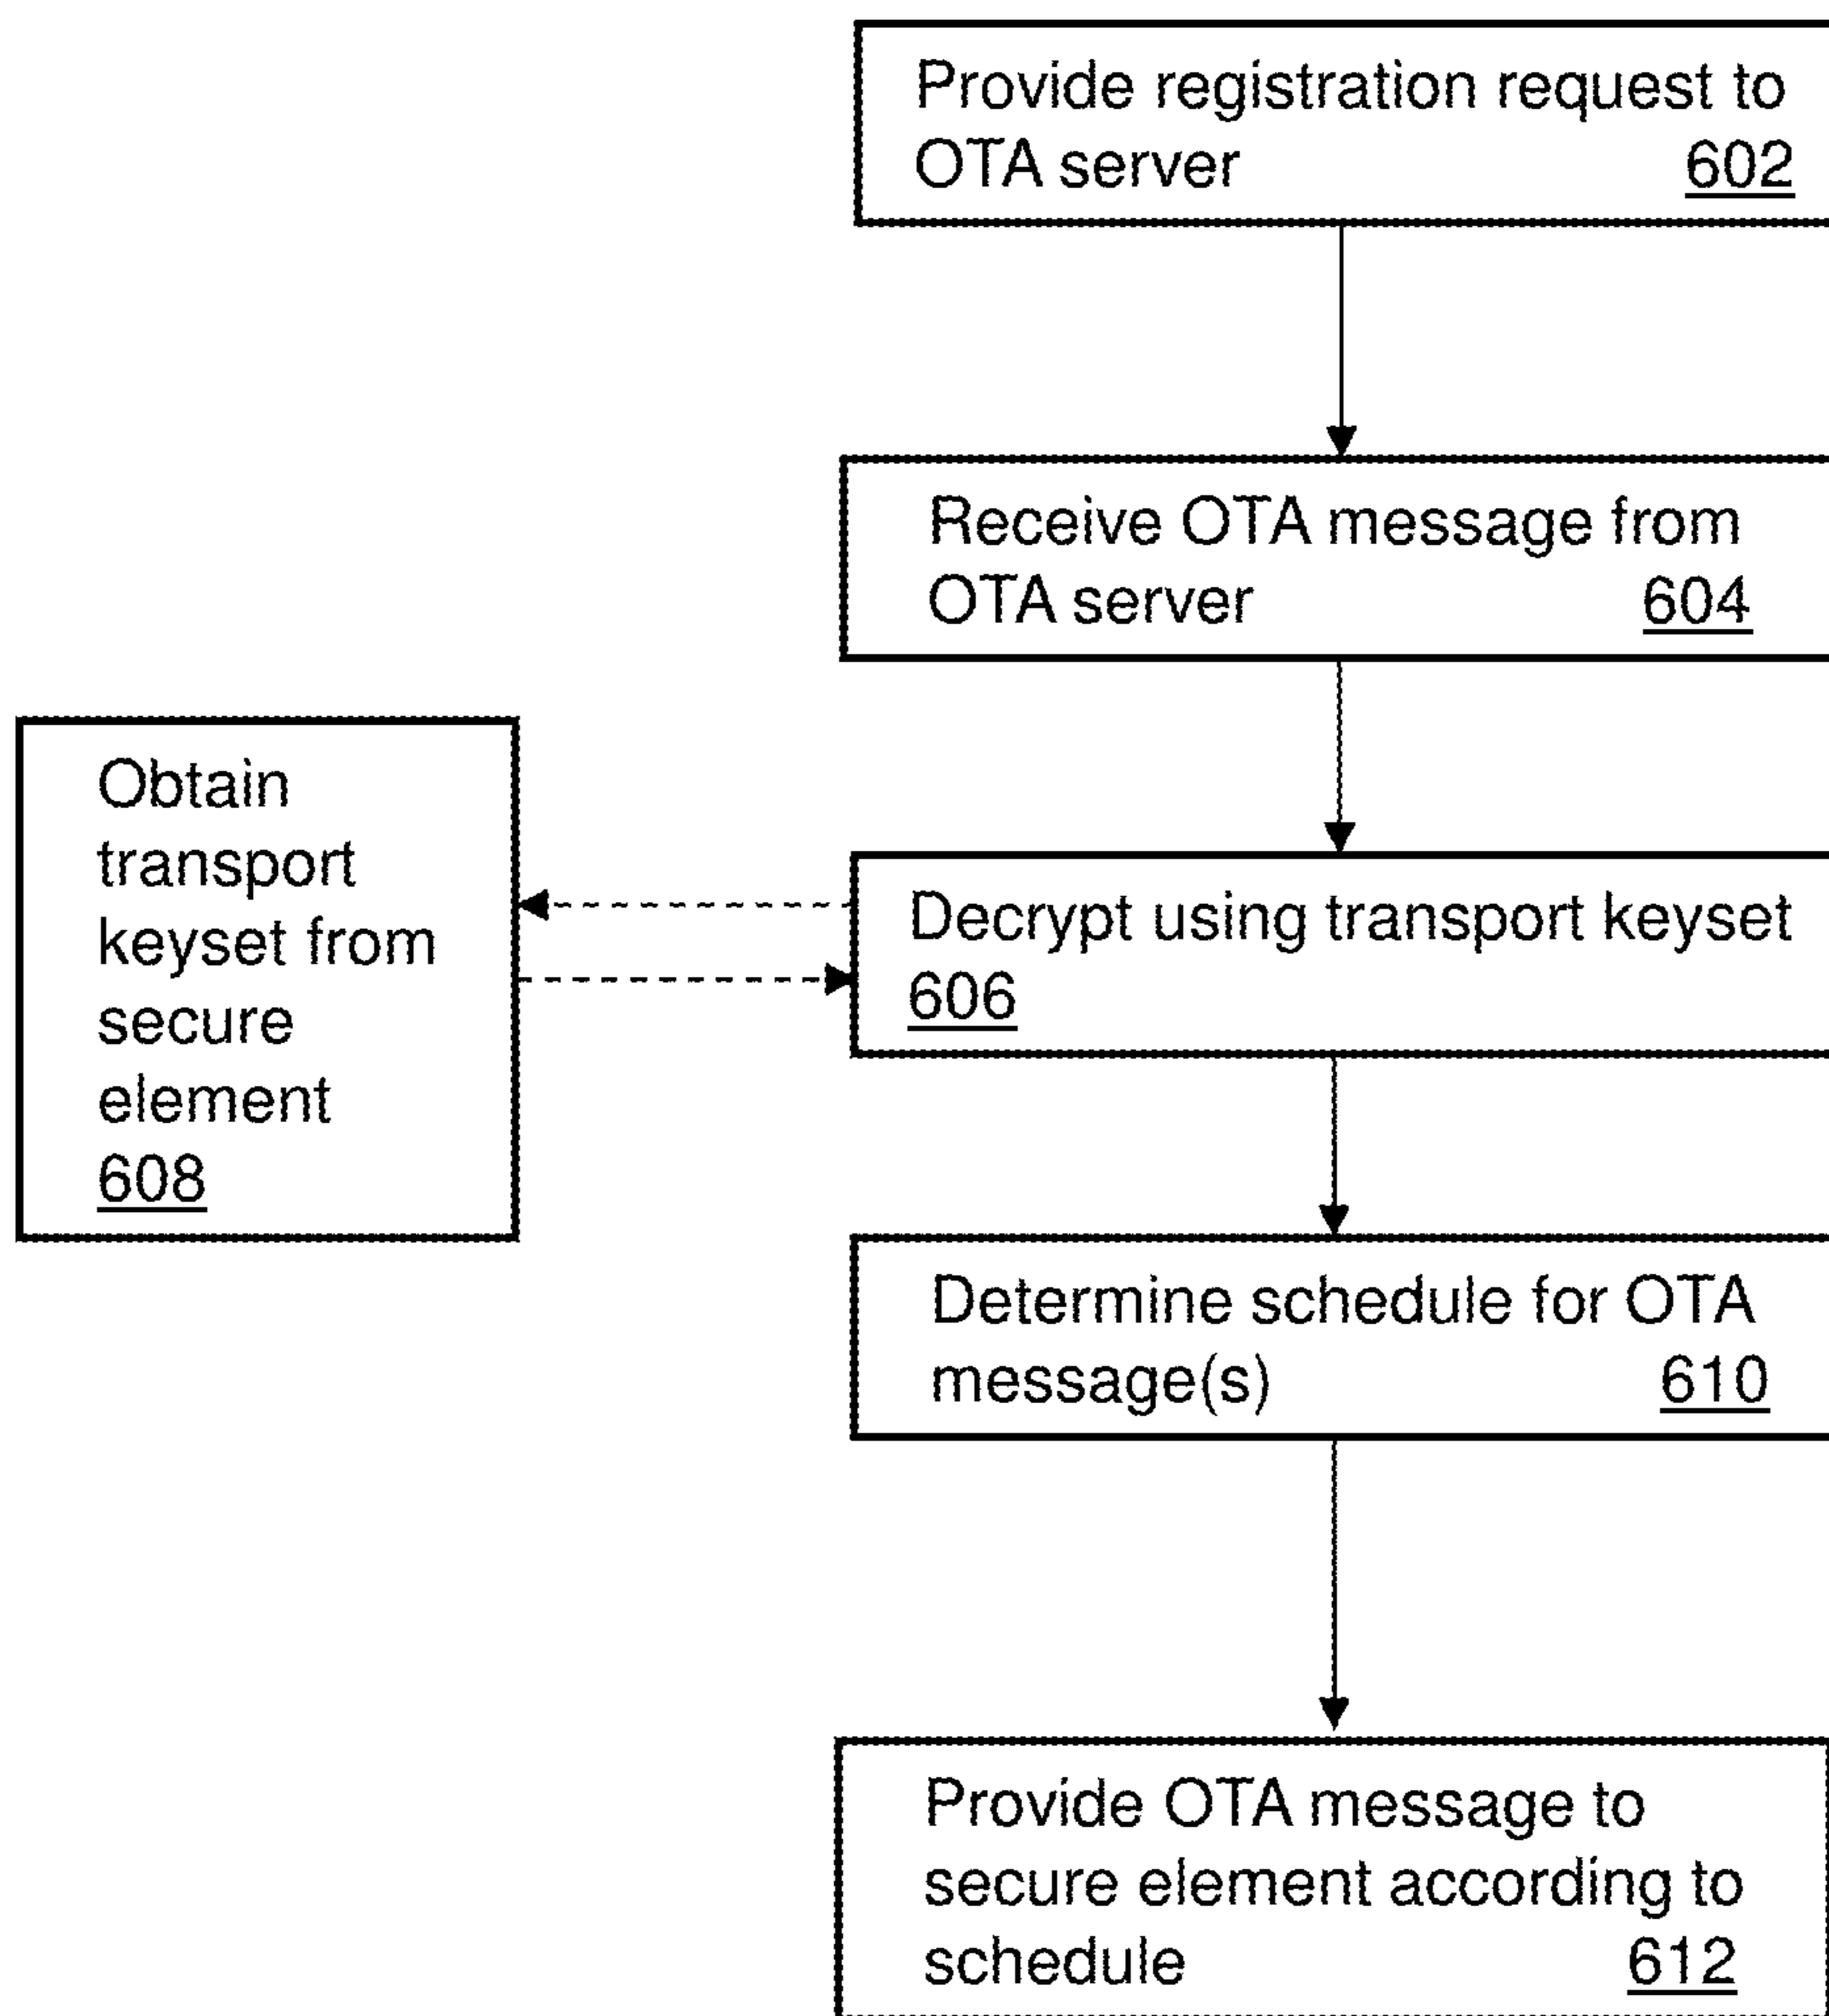 Provide registration request to
OTA server 602
Receive OTA message from
OTA server 604
Obtain
transport
keyset from
secure
element
608
Decrypt using transport keyset
606
Determine schedule for OTA
message(s) 610
Provide OTA message to
secure element according to
schedule 612